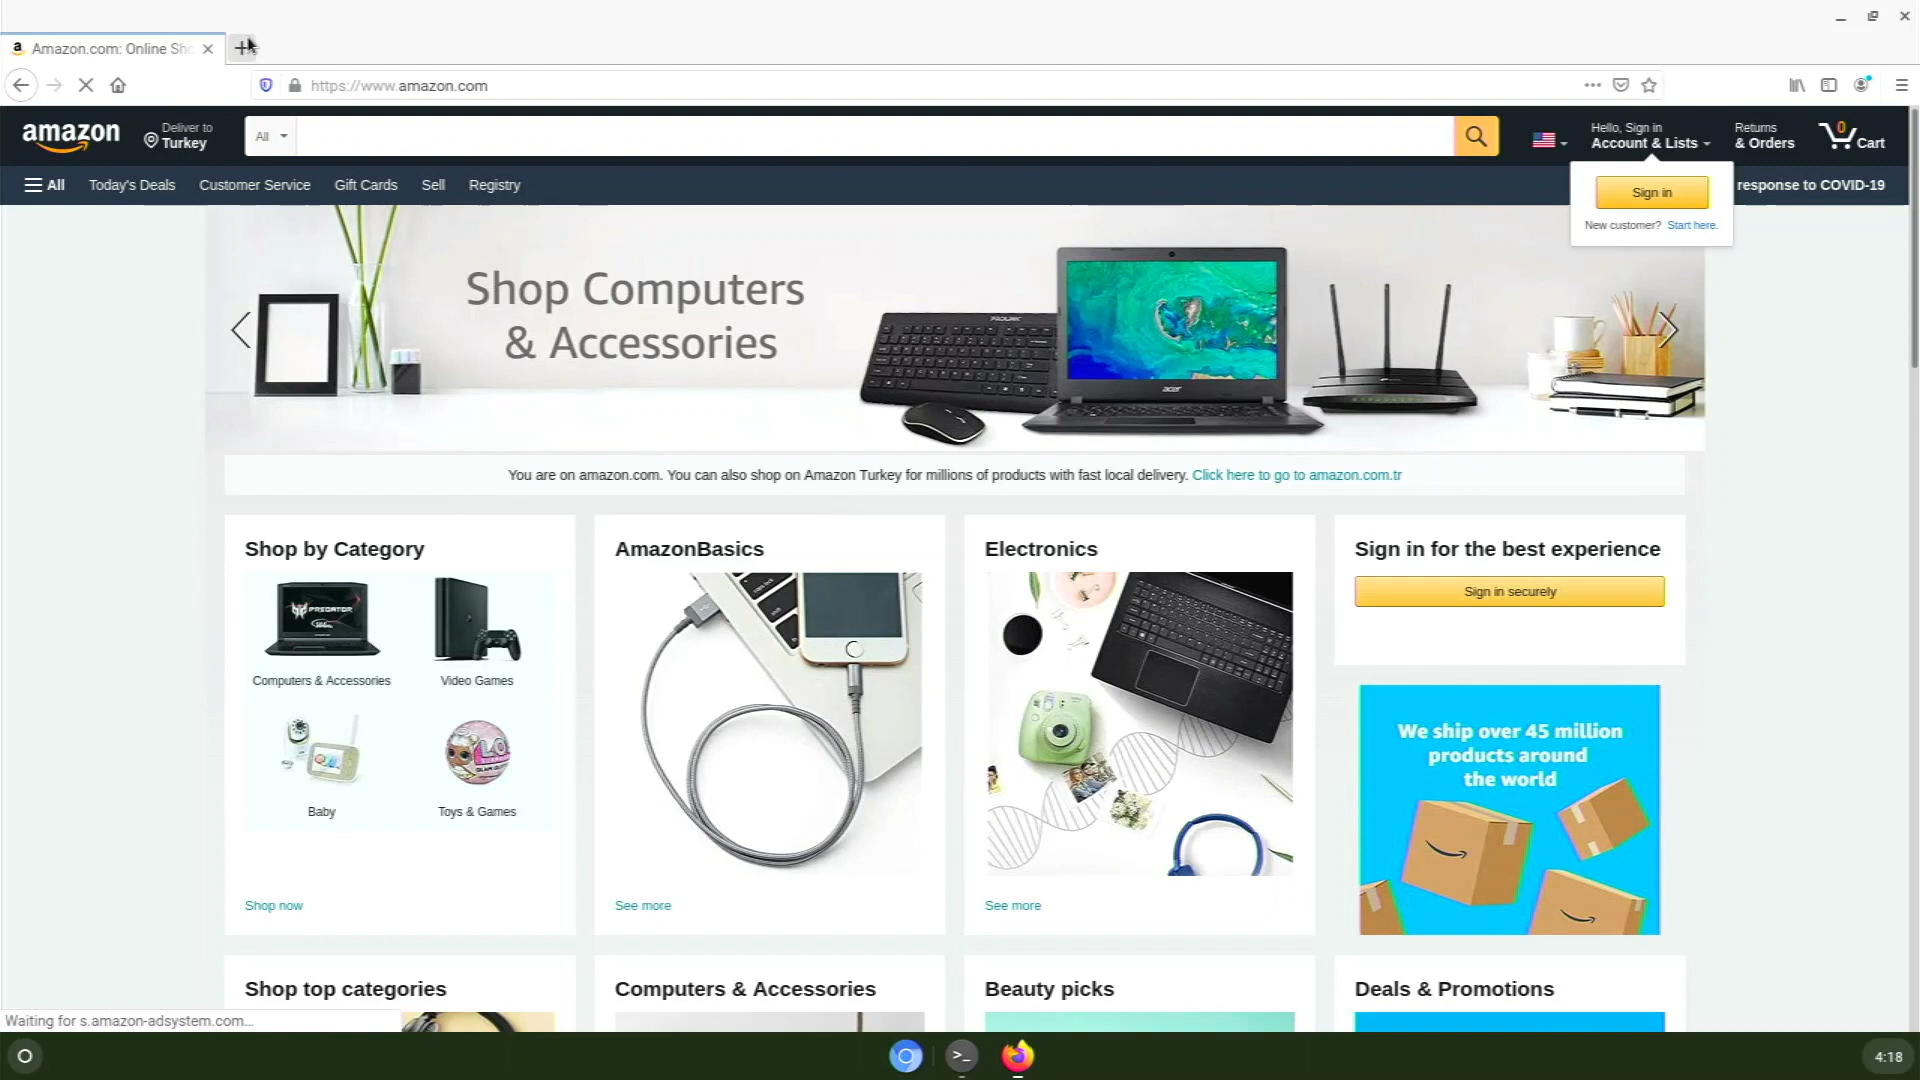 Amazon.com: Online Sho
https://www.amazon.com
amazon
Deliver to
Turkey
All
Hello, Sign in
Account & Lists
Returns
& Orders
0
Cart
All
Today's Deals
Customer Service
Gift Cards
Sell
Registry
response to COVID-19
Sign in
New customer? Start here.
Shop Computers
& Accessories
PROLINK
acer
You are on amazon.com. You can also shop on Amazon Turkey for millions of products with fast local delivery. Click here to go to amazon.com.tr
Shop by Category
PREDATOR
Computers & Accessories
Video Games
Baby
Toys & Games
Shop now
AmazonBasics
See more
Electronics
See more
Sign in for the best experience
Sign in securely
We ship over 45 million
products around
the world
Shop top categories
Computers & Accessories
Beauty picks
Deals & Promotions
Waiting for s.amazon-adsystem.com...
4:18